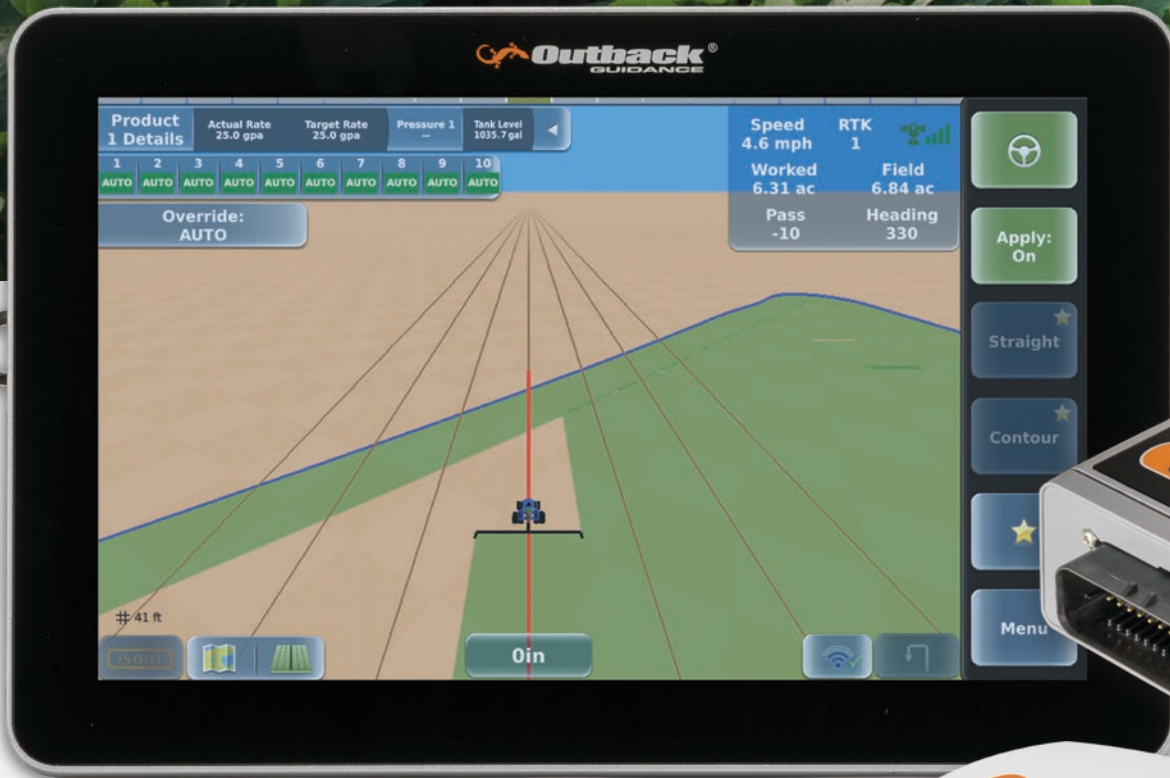 Outback®
GUIDANCE
Product
1 Details
Actual Rate
25.0 gpa
Target Rate
25.0 gpa
Pressure 1
--
Tank Level
1035.7 gal
1 2 3 4 5 6 7 8 9 10
AUTO AUTO AUTO AUTO AUTO AUTO AUTO AUTO AUTO AUTO
Override:
AUTO
Speed RTK
4.6 mph 1
Worked Field
6.31 ac 6.84 ac
Pass Heading
-10 330
Apply:
On
Straight
Contour
Menu
41 ft
0in